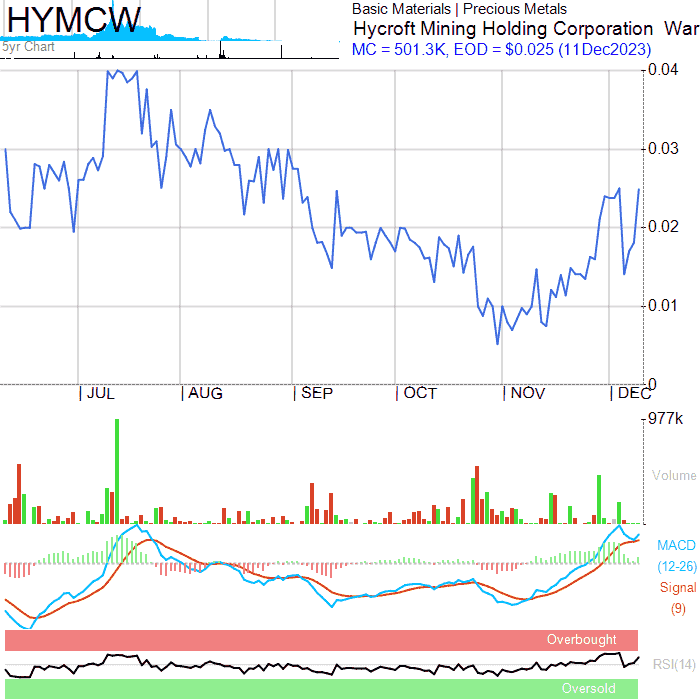 HYMCW
5yr Chart
Basic Materials | Precious Metals
Hycroft Mining Holding Corporation War
MC = 501.3K, EOD = $0.025 (11Dec2023)
0.04
0.03
0.02
0.01
0
| JUL | AUG | SEP | OCT | NOV | DEC
977k
Volume
MACD
(12-26)
Signal
(9)
Overbought
RSI(14)
Oversold